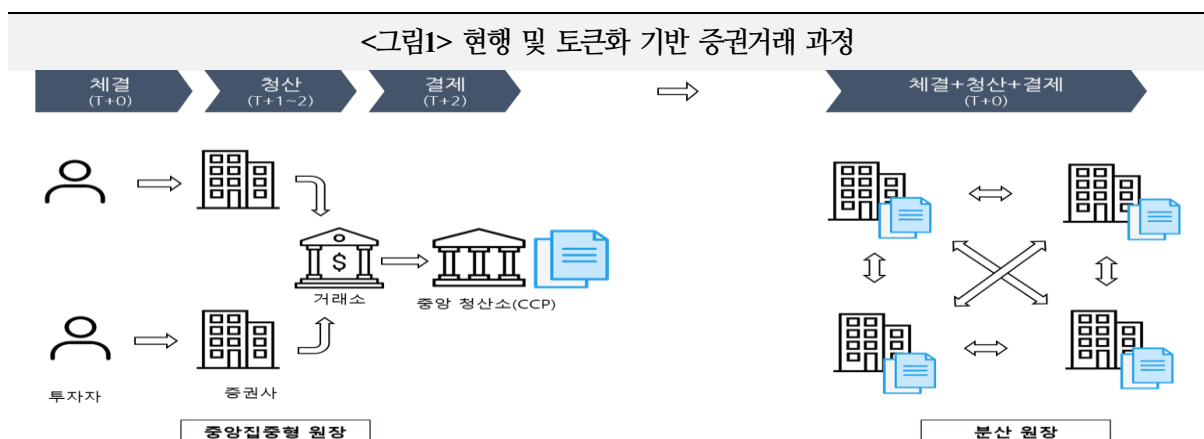 <그림1> 현행 및 토큰화 기반 증권거래 과정
체결
(T+0)
청산
(T+1~2)
결제
(T+2)
체결+청산+결제
(T+0)
$
거래소
중앙 청산소(CCP)
투자자
증권사
중앙집중형 원장
분산 원장